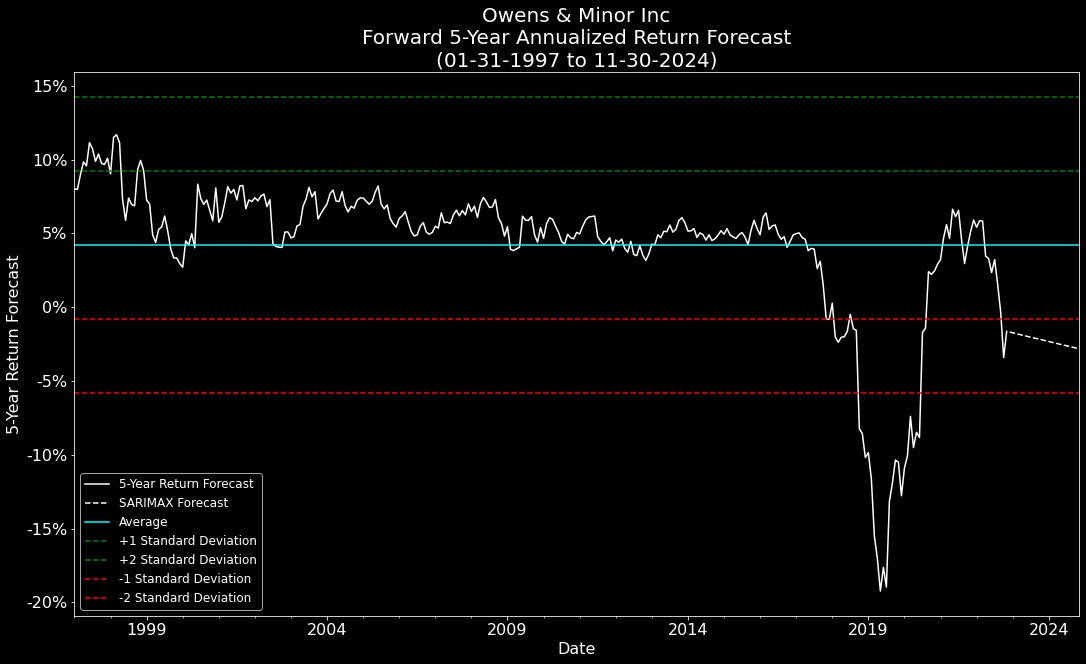 Owens & Minor Inc
Forward 5-Year Annualized Return Forecast
(01-31-1997 to 11-30-2024)
15%
10%
5%
0%
-5%
-10%
-15%
-20%
5-Year Return Forecast
5-Year Return Forecast
SARIMAX Forecast
Average
+1 Standard Deviation
+2 Standard Deviation
-1 Standard Deviation
-2 Standard Deviation
1999 2004 2009 2014 2019 2024
Date